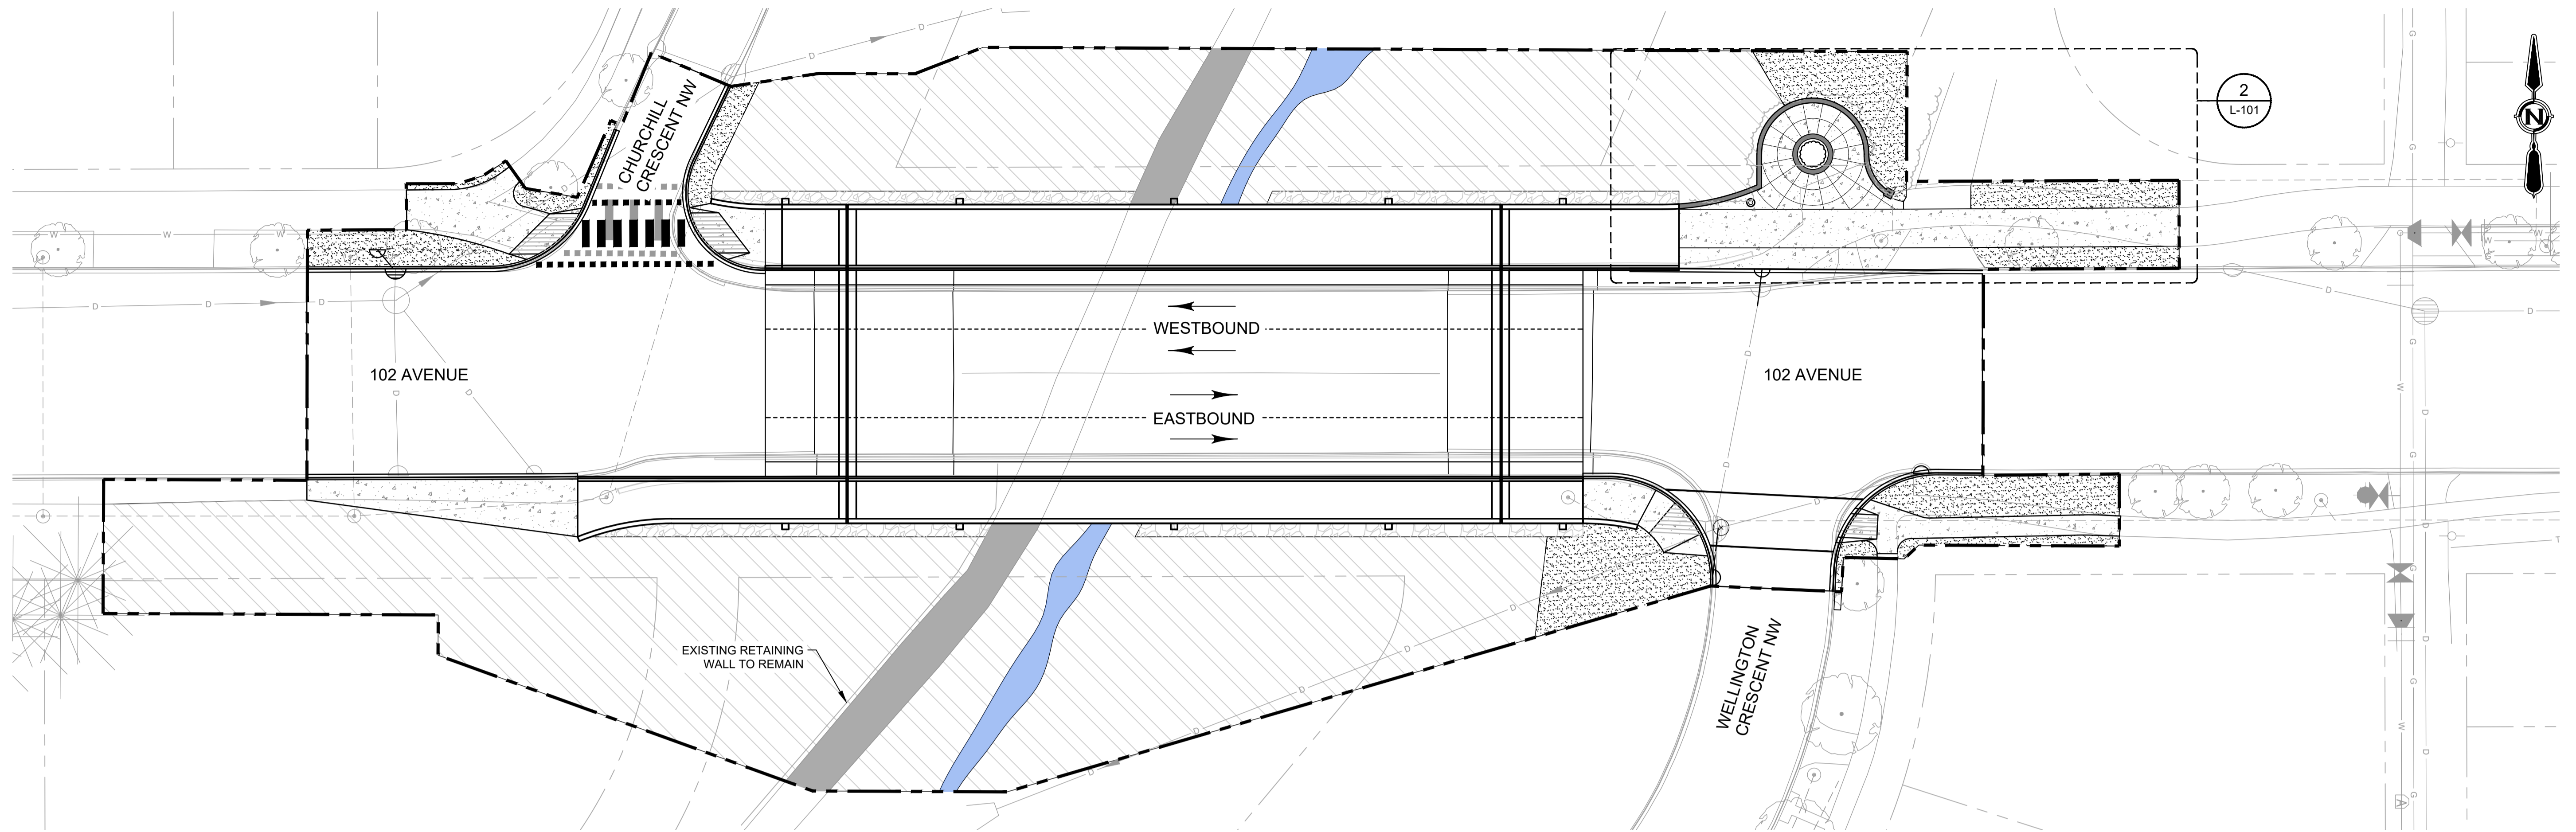 CHURCHILL
CRESCENT NW
2
L-101
N
WESTBOUND
102 AVENUE
102 AVENUE
EASTBOUND
EXISTING RETAINING
WALL TO REMAIN
WELLINGTON
CRESCENT NW